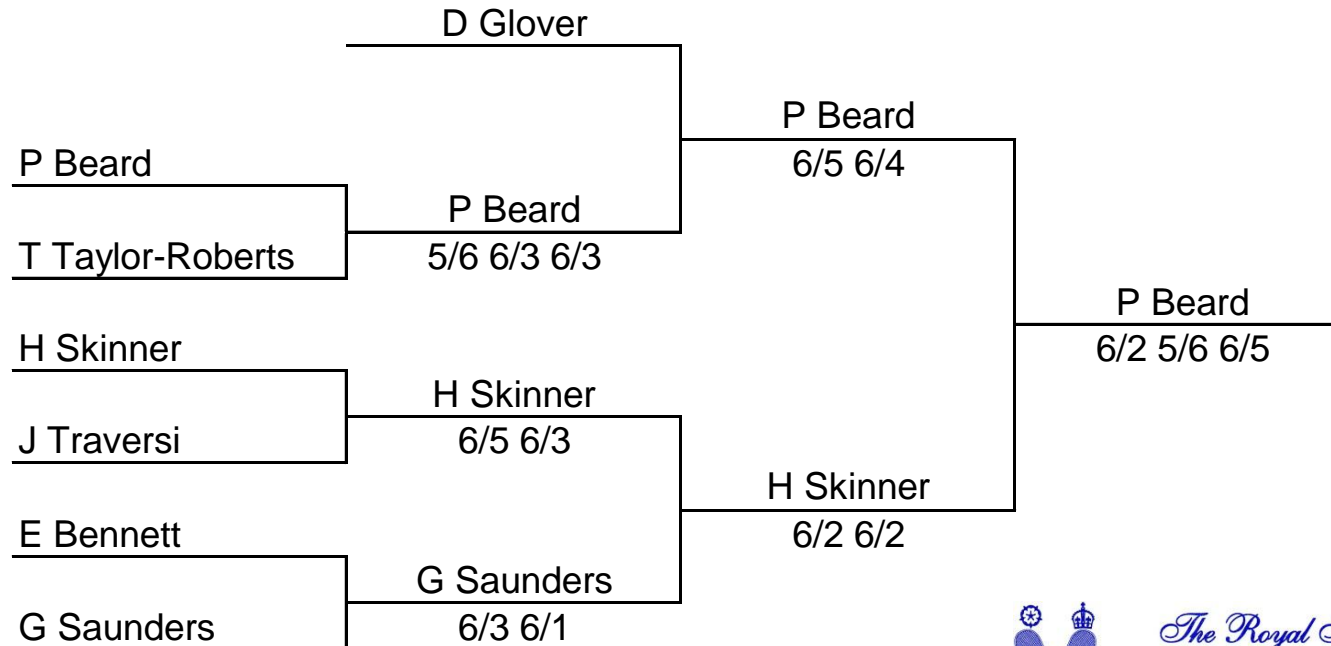 D Glover
P Beard
P Beard
6/5 6/4
P Beard
T Taylor-Roberts
5/6 6/3 6/3
P Beard
H Skinner
6/2 5/6 6/5
H Skinner
J Traversi
6/5 6/3
H Skinner
E Bennett
6/2 6/2
G Saunders
G Saunders
6/3 6/1
The Royal